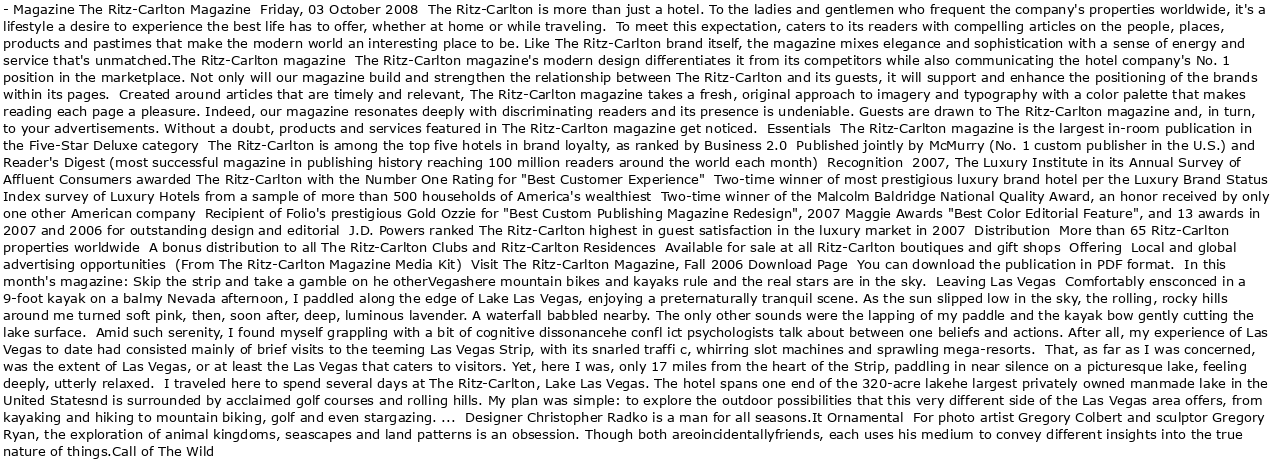 - Magazine The Ritz-Carlton Magazine  Friday, 03 October 2008  The Ritz-Carlton is more than just a hotel. To the ladies and gentlemen who frequent the company's properties worldwide, it's a
lifestyle a desire to experience the best life has to offer, whether at home or while traveling.  To meet this expectation, caters to its readers with compelling articles on the people, places,
products and pastimes that make the modern world an interesting place to be. Like The Ritz-Carlton brand itself, the magazine mixes elegance and sophistication with a sense of energy and
service that's unmatched.The Ritz-Carlton magazine  The Ritz-Carlton magazine's modern design differentiates it from its competitors while also communicating the hotel company's No. 1
position in the marketplace. Not only will our magazine build and strengthen the relationship between The Ritz-Carlton and its guests, it will support and enhance the positioning of the brands
within its pages.  Created around articles that are timely and relevant, The Ritz-Carlton magazine takes a fresh, original approach to imagery and typography with a color palette that makes
reading each page a pleasure. Indeed, our magazine resonates deeply with discriminating readers and its presence is undeniable. Guests are drawn to The Ritz-Carlton magazine and, in turn,
to your advertisements. Without a doubt, products and services featured in The Ritz-Carlton magazine get noticed.  Essentials  The Ritz-Carlton magazine is the largest in-room publication in
the Five-Star Deluxe category  The Ritz-Carlton is among the top five hotels in brand loyalty, as ranked by Business 2.0  Published jointly by McMurry (No. 1 custom publisher in the U.S.) and
Reader's Digest (most successful magazine in publishing history reaching 100 million readers around the world each month)  Recognition  2007, The Luxury Institute in its Annual Survey of
Affluent Consumers awarded The Ritz-Carlton with the Number One Rating for "Best Customer Experience"  Two-time winner of most prestigious luxury brand hotel per the Luxury Brand Status
Index survey of Luxury Hotels from a sample of more than 500 households of America's wealthiest  Two-time winner of the Malcolm Baldridge National Quality Award, an honor received by only
one other American company  Recipient of Folio's prestigious Gold Ozzie for "Best Custom Publishing Magazine Redesign", 2007 Maggie Awards "Best Color Editorial Feature", and 13 awards in
2007 and 2006 for outstanding design and editorial  J.D. Powers ranked The Ritz-Carlton highest in guest satisfaction in the luxury market in 2007  Distribution  More than 65 Ritz-Carlton
properties worldwide  A bonus distribution to all The Ritz-Carlton Clubs and Ritz-Carlton Residences  Available for sale at all Ritz-Carlton boutiques and gift shops  Offering  Local and global
advertising opportunities  (From The Ritz-Carlton Magazine Media Kit)  Visit The Ritz-Carlton Magazine, Fall 2006 Download Page  You can download the publication in PDF format.  In this
month's magazine: Skip the strip and take a gamble on he otherVegashere mountain bikes and kayaks rule and the real stars are in the sky.  Leaving Las Vegas  Comfortably ensconced in a
9-foot kayak on a balmy Nevada afternoon, I paddled along the edge of Lake Las Vegas, enjoying a preternaturally tranquil scene. As the sun slipped low in the sky, the rolling, rocky hills
around me turned soft pink, then, soon after, deep, luminous lavender. A waterfall babbled nearby. The only other sounds were the lapping of my paddle and the kayak bow gently cutting the
lake surface.  Amid such serenity, I found myself grappling with a bit of cognitive dissonancehe confl ict psychologists talk about between one beliefs and actions. After all, my experience of Las
Vegas to date had consisted mainly of brief visits to the teeming Las Vegas Strip, with its snarled traffi c, whirring slot machines and sprawling mega-resorts.  That, as far as I was concerned,
was the extent of Las Vegas, or at least the Las Vegas that caters to visitors. Yet, here I was, only 17 miles from the heart of the Strip, paddling in near silence on a picturesque lake, feeling
deeply, utterly relaxed.  I traveled here to spend several days at The Ritz-Carlton, Lake Las Vegas. The hotel spans one end of the 320-acre lakehe largest privately owned manmade lake in the
United Statesnd is surrounded by acclaimed golf courses and rolling hills. My plan was simple: to explore the outdoor possibilities that this very different side of the Las Vegas area offers, from
kayaking and hiking to mountain biking, golf and even stargazing. ...  Designer Christopher Radko is a man for all seasons.It Ornamental  For photo artist Gregory Colbert and sculptor Gregory
Ryan, the exploration of animal kingdoms, seascapes and land patterns is an obsession. Though both areoincidentallyfriends, each uses his medium to convey different insights into the true
nature of things.Call of The Wild